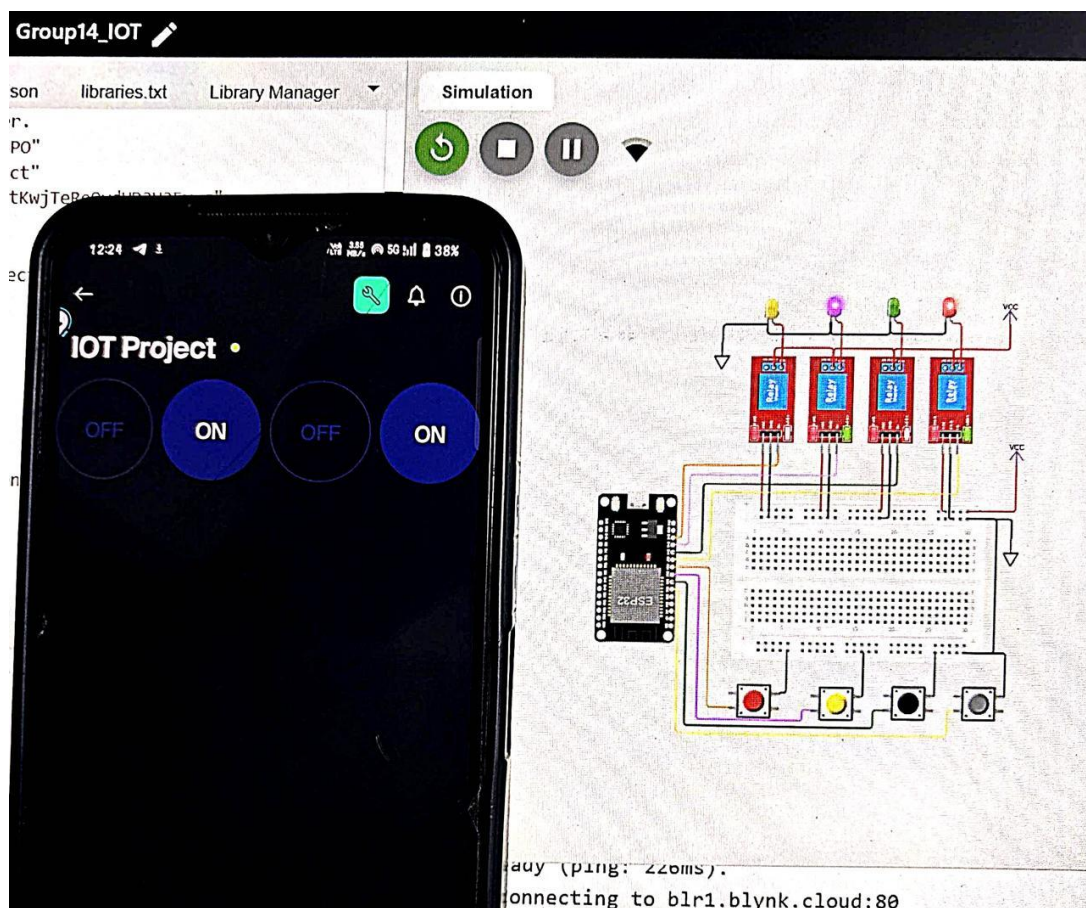 Group14_IOT
son libraries.txt Library Manager
Simulation
r.
PO"
ct"
12:24 5G 38%
IOT Project
OFF ON OFF ON
VCC
Relay Relay Relay Relay
VCC
ESP32
ady (ping: 226ms).
onnecting to blr1.blynk.cloud:80